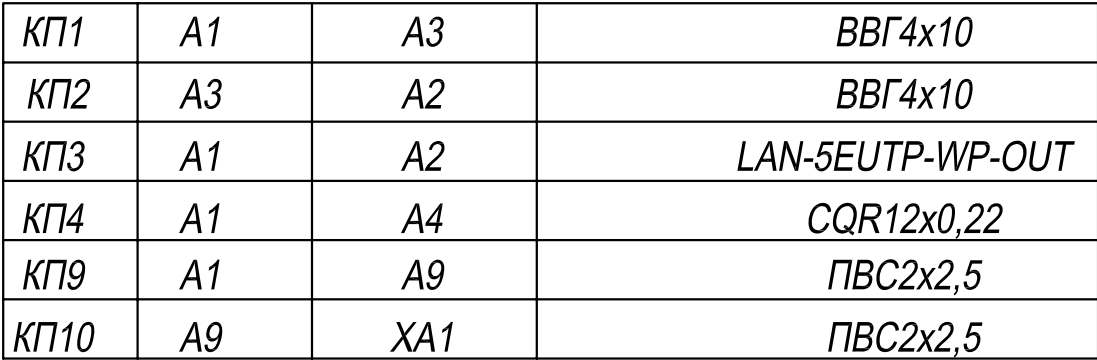 КП1 А1 А3 ВВГ4х10
КП2 А3 А2 ВВГ4х10
КП3 А1 А2 LAN-5EUTP-WP-OUT
КП4 А1 А4 CQR12x0,22
КП9 А1 А9 ПВС2х2,5
КП10 А9 ХА1 ПВС2х2,5